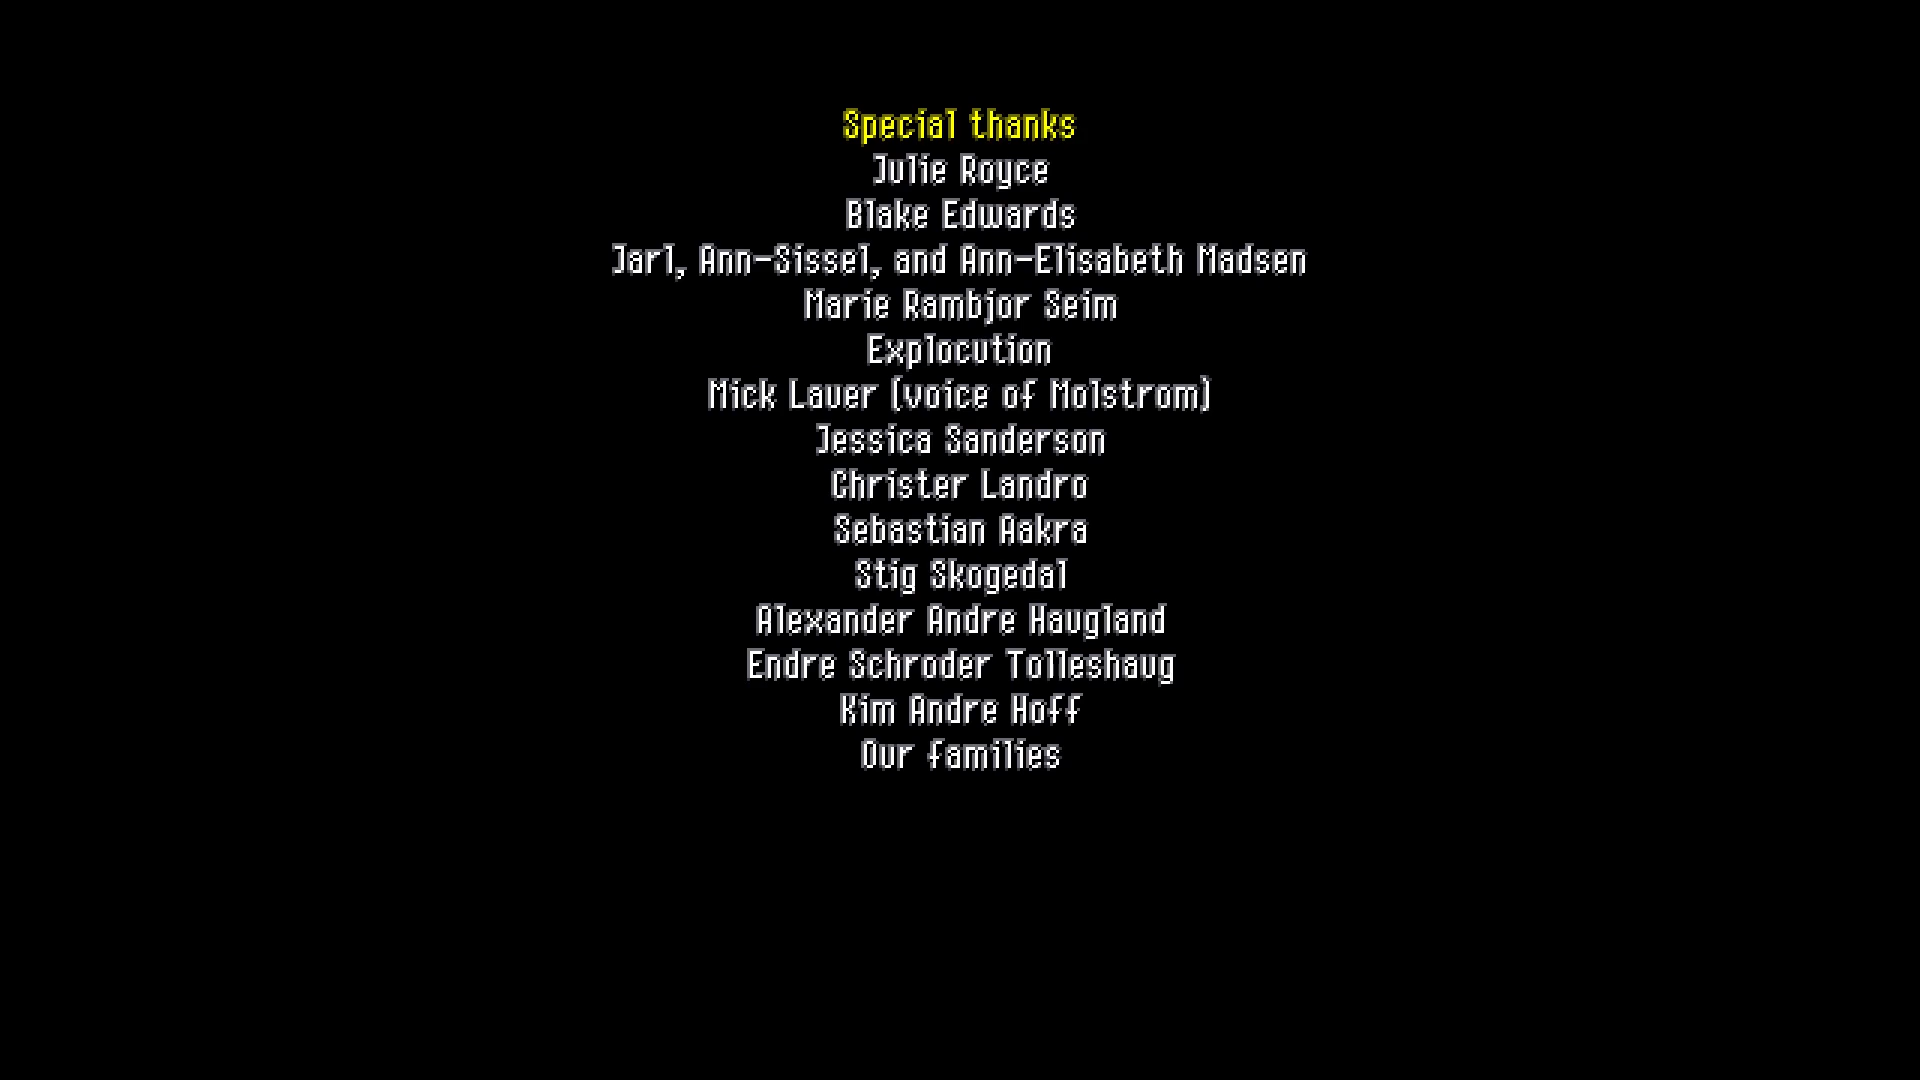 Special thanks
Julie Royce
Blake Edwards
Jarl, Ann-Sissel, and Ann-Elisabeth Madsen
Marie Rambjor Seim
Explocution
Mick Lauer (voice of Molstrom)
Jessica Sanderson
Christer Landro
Sebastian Aakra
Stig Skogedal
Alexander Andre Haugland
Endre Schroder Tolleshaug
Kim Andre Hoff
Our families